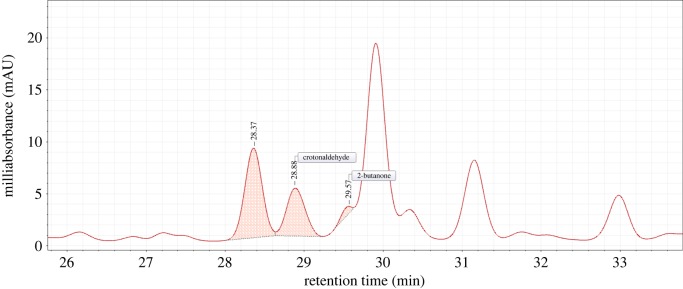 20
15
10
5
0
milliabsorbance (mAU)
28.37
28.88
crotonaldehyde
29.57
2-butanone
26 27 28 29 30 31 32 33
retention time (min)